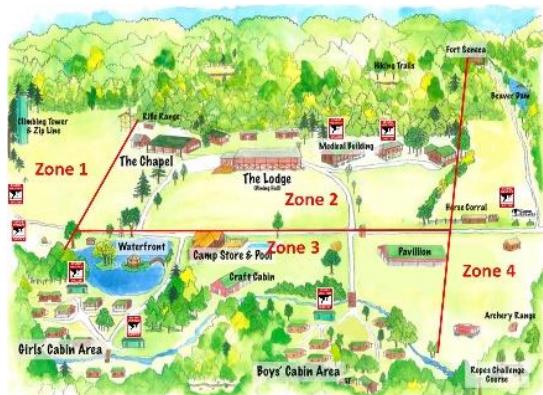 Fort Seneca
Hiking Trails
Beaver Dam
Rifle Range
Climbing Tower
& Zip Line
Medical Building
The Chapel
Zone 1
The Lodge
(Dining Hall)
Zone 2
Horse Corral
Waterfront
Camp Store & Pool
Zone 3
Pavillion
Zone 4
Craft Cabin
Archery Range
Girls' Cabin Area
Boys' Cabin Area
Ropes Challenge
Course